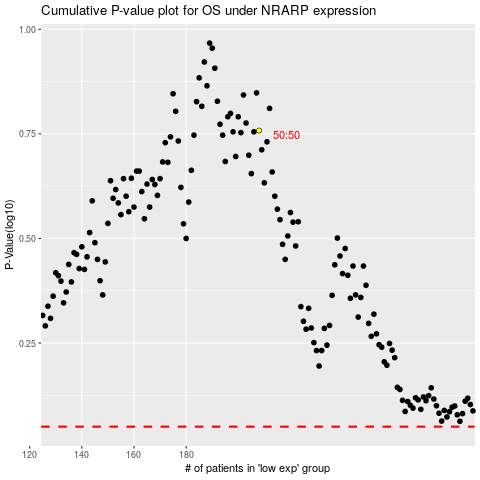 Cumulative P-value plot for OS under NRARP expression
1.00
0.75
0.50
0.25
P-Value(log10)
50:50
120 140 160 180
# of patients in 'low exp' group